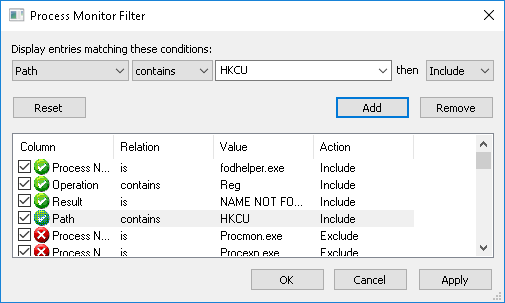 Process Monitor Filter
Display entries matching these conditions:
Path contains HKCU then Include
Reset Add Remove
Column Relation Value Action
Process N... is fodhelper.exe Include
Operation contains Reg Include
Result is NAME NOT FO... Include
Path contains HKCU Include
Process N... is Procmon.exe Exclude
Process N... is Procexp.exe Exclude
OK Cancel Apply